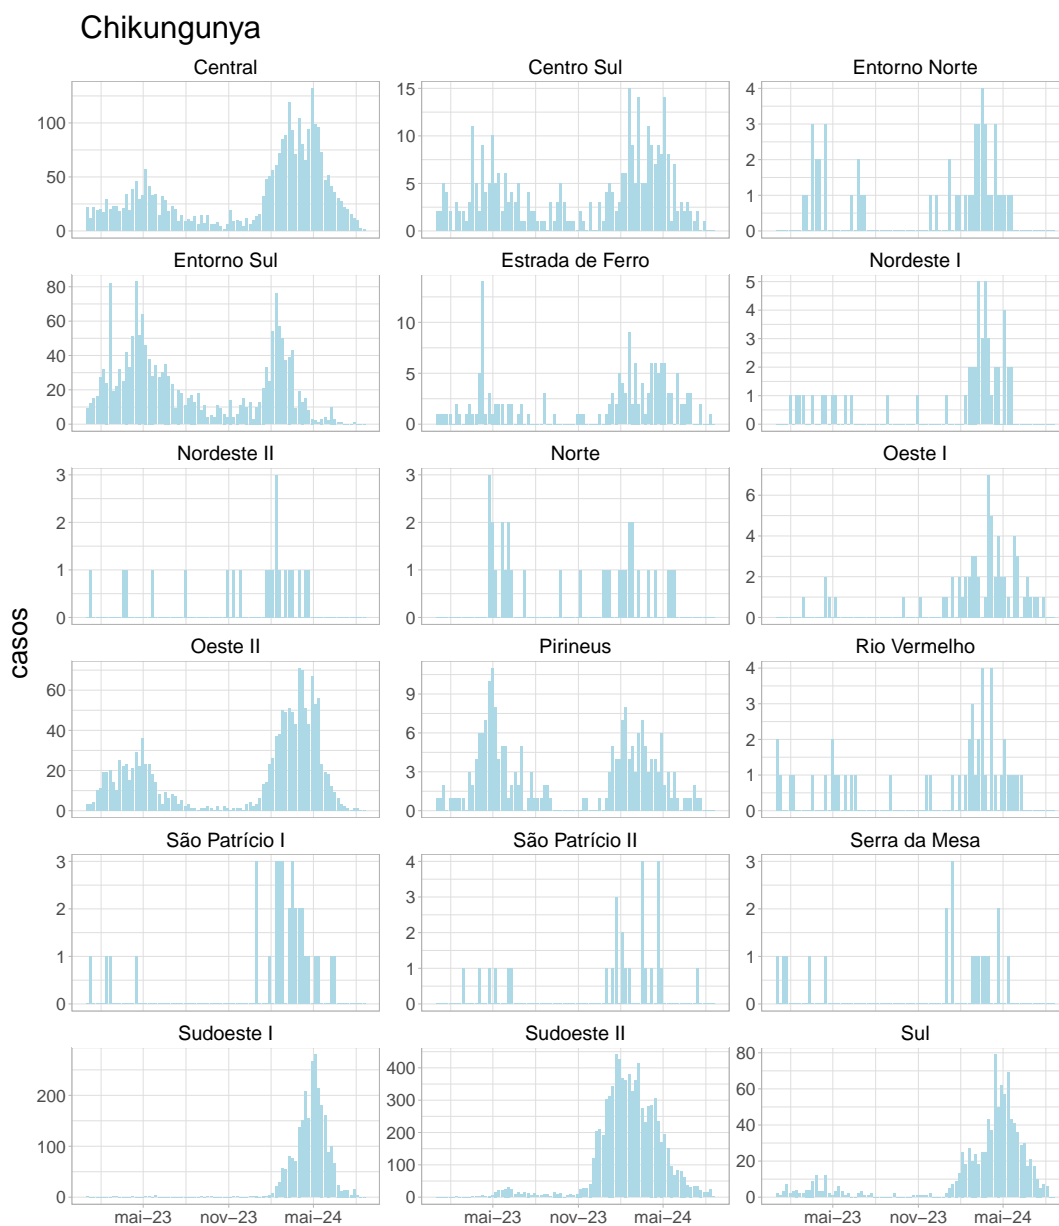 Chikungunya
Central
Centro Sul
Entorno Norte
0
50
100
0
5
10
15
0
1
2
3
4
Entorno Sul
Estrada de Ferro
Nordeste I
0
20
40
60
80
0
5
10
0
1
2
3
4
5
Nordeste II
Norte
Oeste I
0
1
2
3
0
1
2
3
0
2
4
6
Oeste II
Pirineus
Rio Vermelho
0
20
40
60
0
3
6
9
0
1
2
3
4
São Patrício I
São Patrício II
Serra da Mesa
0
1
2
3
0
1
2
3
4
0
1
2
3
Sudoeste I
Sudoeste II
Sul
0
100
200
0
100
200
300
400
0
20
40
60
80
mai–23
nov–23
mai–24
mai–23
nov–23
mai–24
mai–23
nov–23
mai–24
casos